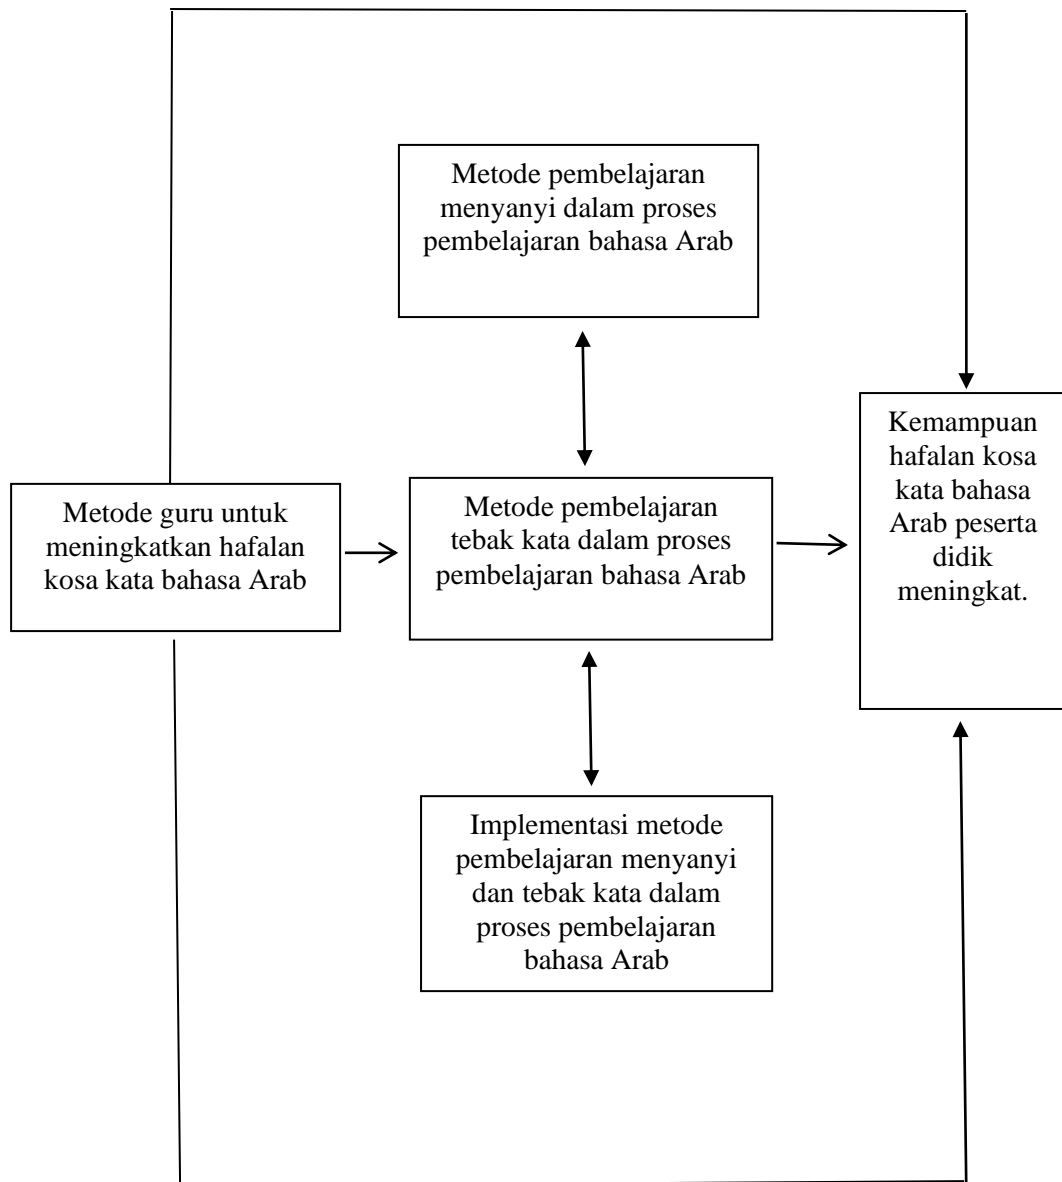 Metode pembelajaran
menyanyi dalam proses
pembelajaran bahasa Arab
Metode guru untuk
meningkatkan hafalan
kosa kata bahasa Arab
Metode pembelajaran
tebak kata dalam proses
pembelajaran bahasa Arab
Kemampuan
hafalan kosa
kata bahasa
Arab peserta
didik
meningkat.
Implementasi metode
pembelajaran menyanyi
dan tebak kata dalam
proses pembelajaran
bahasa Arab